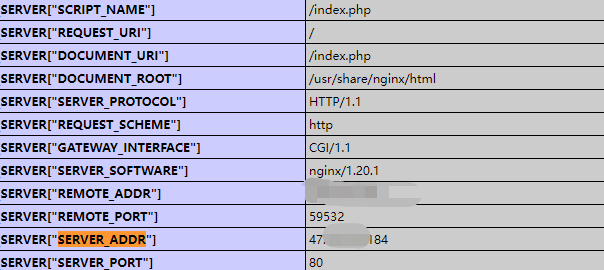 SERVER["SCRIPT_NAME"] /index.php
SERVER["REQUEST_URI"] /
SERVER["DOCUMENT_URI"] /index.php
SERVER["DOCUMENT_ROOT"] /usr/share/nginx/html
SERVER["SERVER_PROTOCOL"] HTTP/1.1
SERVER["REQUEST_SCHEME"] http
SERVER["GATEWAY_INTERFACE"] CGI/1.1
SERVER["SERVER_SOFTWARE"] nginx/1.20.1
SERVER["REMOTE_ADDR"]
SERVER["REMOTE_PORT"] 59532
SERVER["SERVER_ADDR"] 47. 184
SERVER["SERVER_PORT"] 80